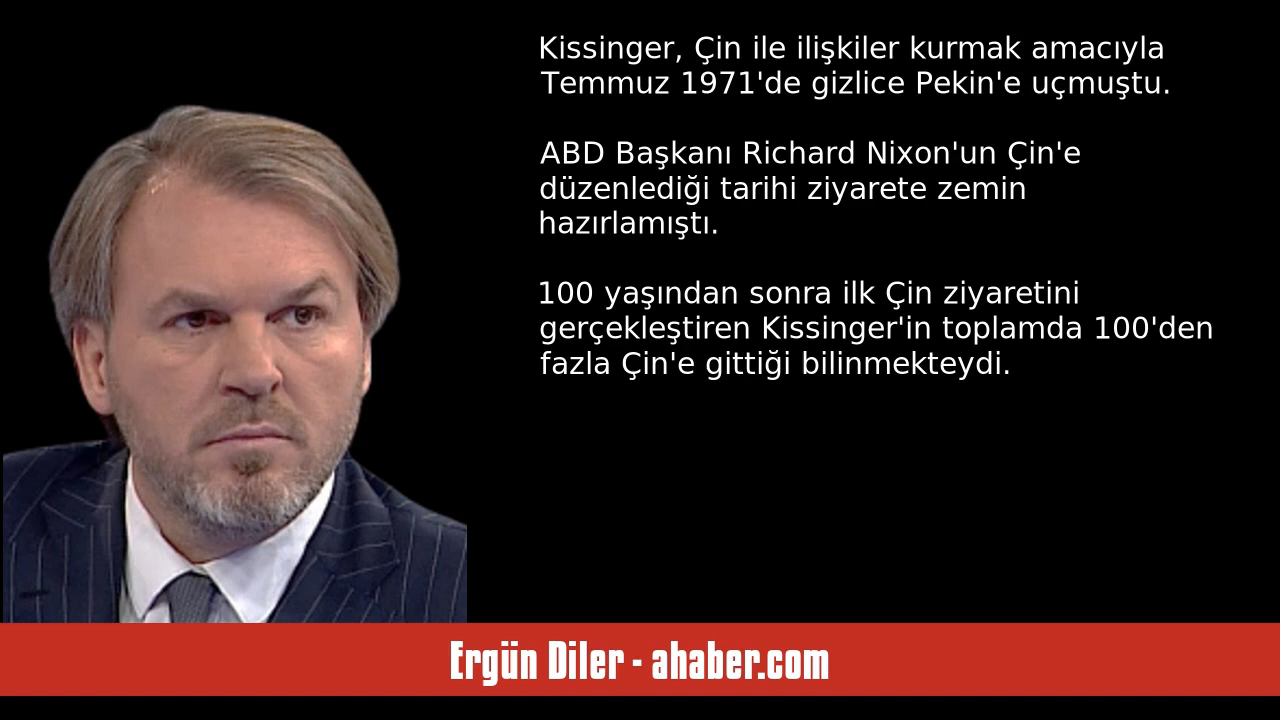 Kissinger, Çin ile ilişkiler kurmak amacıyla
Temmuz 1971'de gizlice Pekin'e uçmuştu.
ABD Başkanı Richard Nixon'un Çin'e
düzenlediği tarihi ziyarete zemin
hazırlamıştı.
100 yaşından sonra ilk Çin ziyaretini
gerçekleştiren Kissinger'in toplamda 100'den
fazla Çin'e gittiği bilinmekteydi.
Ergün Diler - ahaber.com